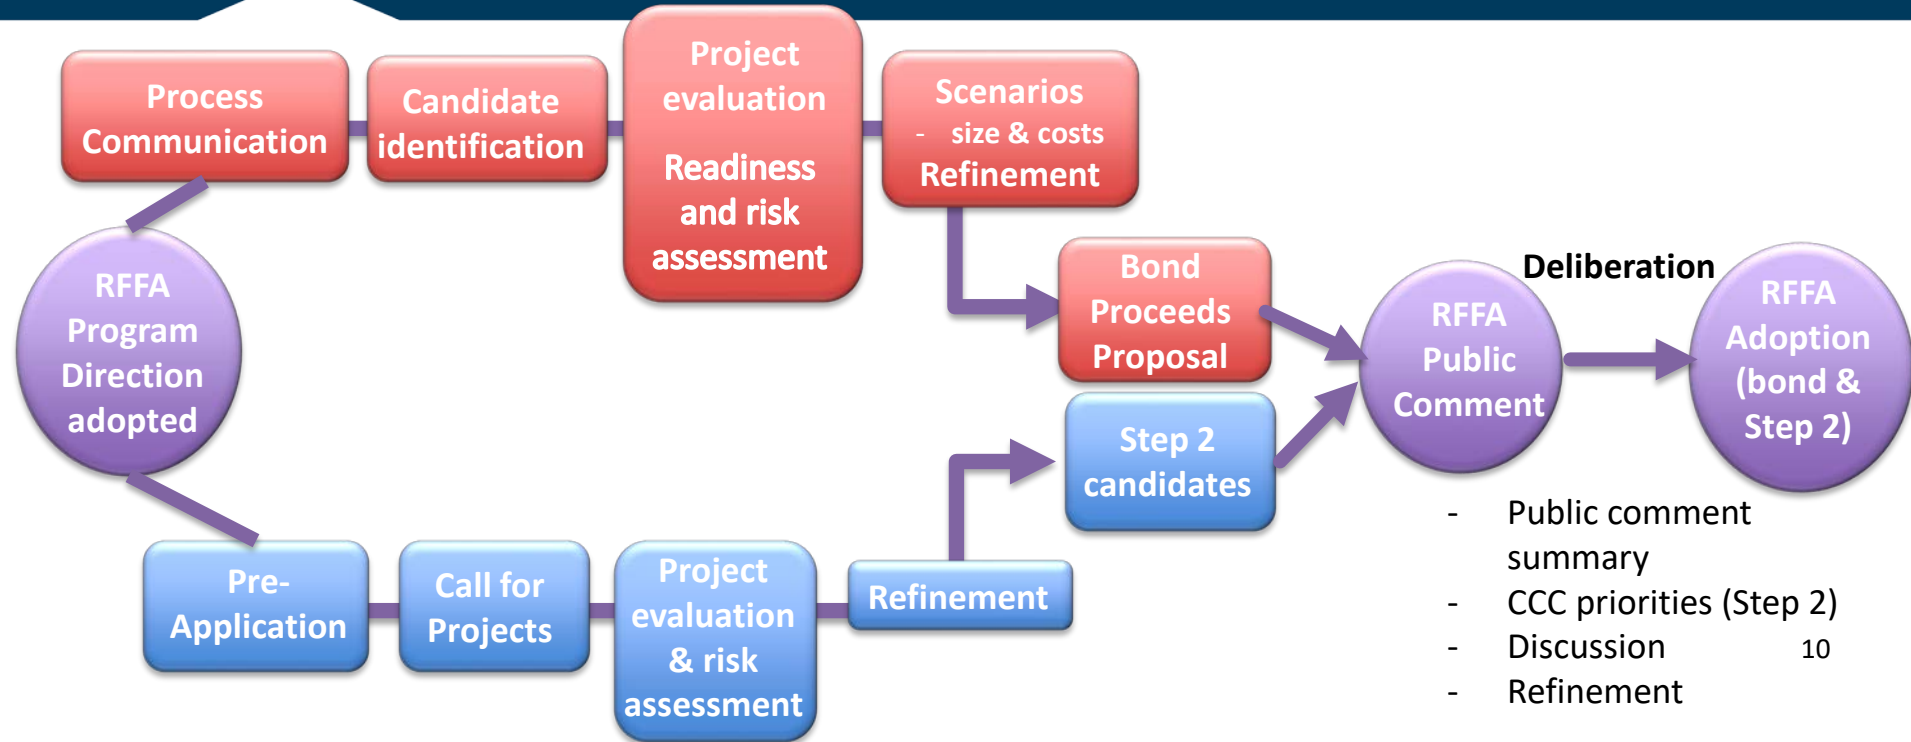 Process
Communication
Candidate
identification
Project
evaluation
Readiness
and risk
assessment
Scenarios
- size & costs
Refinement
RFFA
Program
Direction
adopted
Bond
Proceeds
Proposal
Step 2
candidates
RFFA
Public
Comment
Deliberation
RFFA
Adoption
(bond &
Step 2)
Pre-
Application
Call for
Projects
Project
evaluation
& risk
assessment
Refinement
- Public comment
summary
- CCC priorities (Step 2)
- Discussion
- Refinement
10